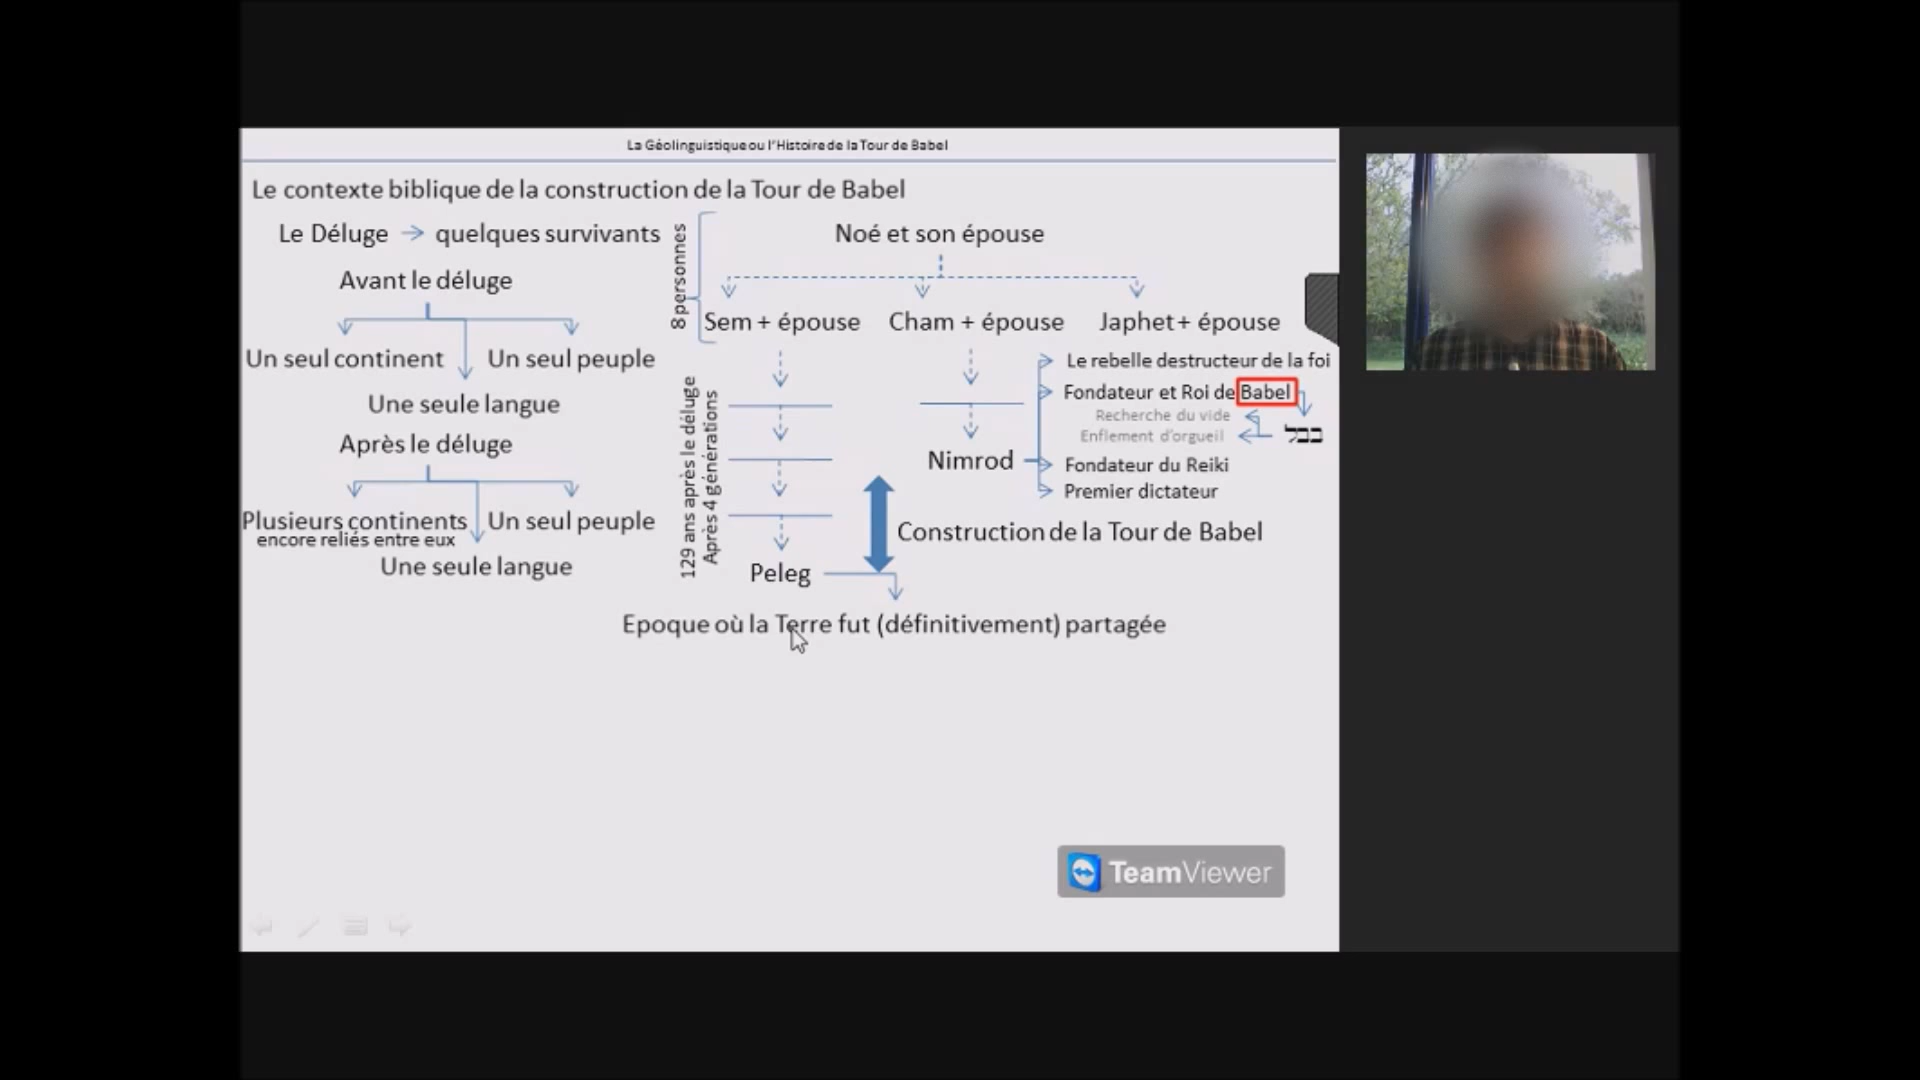 La Géolinguistique ou l'Histoire de la Tour de Babel
Le contexte biblique de la construction de la Tour de Babel
Le Déluge → quelques survivants
Avant le déluge
Un seul continent
Un seul peuple
Une seule langue
Après le déluge
Plusieurs continents
encore reliés entre eux
Un seul peuple
Une seule langue
8 personnes
Noé et son épouse
Sem + épouse
Cham + épouse
Japhet + épouse
129 ans après le déluge
Après 4 générations
Nimrod
Le rebelle destructeur de la foi
Fondateur et Roi de Babel
Recherche du vide
Enflement d'orgueil
בבל
Fondateur du Reiki
Premier dictateur
Construction de la Tour de Babel
Peleg
Epoque où la Terre fut (définitivement) partagée
TeamViewer